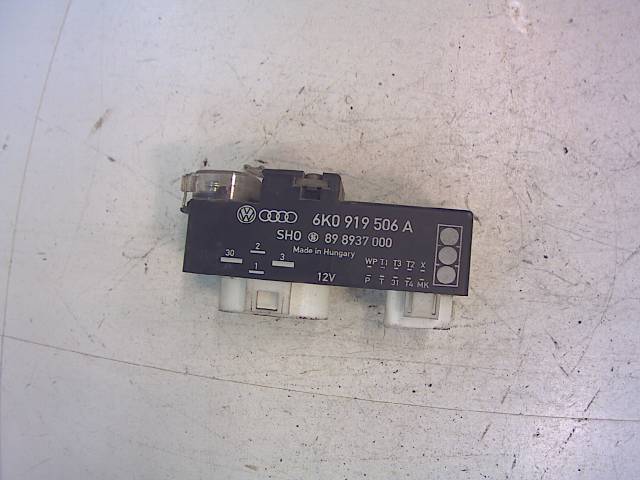 6K0 919 506 A
SHO 89 8937 000
Made in Hungary
30 2 3
1
12V
WP T1 T3 T2 X
P T 31 T4 MK